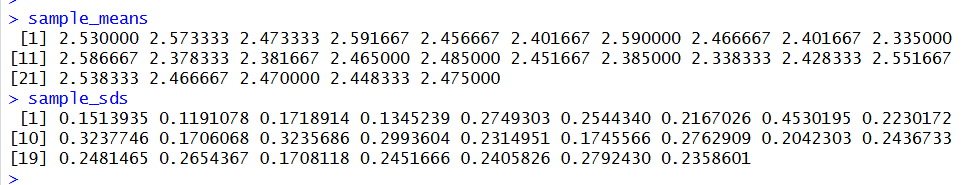 > sample_means
 [1] 2.530000 2.573333 2.473333 2.591667 2.456667 2.401667 2.590000 2.466667 2.401667 2.335000
[11] 2.586667 2.378333 2.381667 2.465000 2.485000 2.451667 2.385000 2.338333 2.428333 2.551667
[21] 2.538333 2.466667 2.470000 2.448333 2.475000
> sample_sds
 [1] 0.1513935 0.1191078 0.1718914 0.1345239 0.2749303 0.2544340 0.2167026 0.4530195 0.2230172
[10] 0.3237746 0.1706068 0.3235686 0.2993604 0.2314951 0.1745566 0.2762909 0.2042303 0.2436733
[19] 0.2481465 0.2654367 0.1708118 0.2451666 0.2405826 0.2792430 0.2358601
>